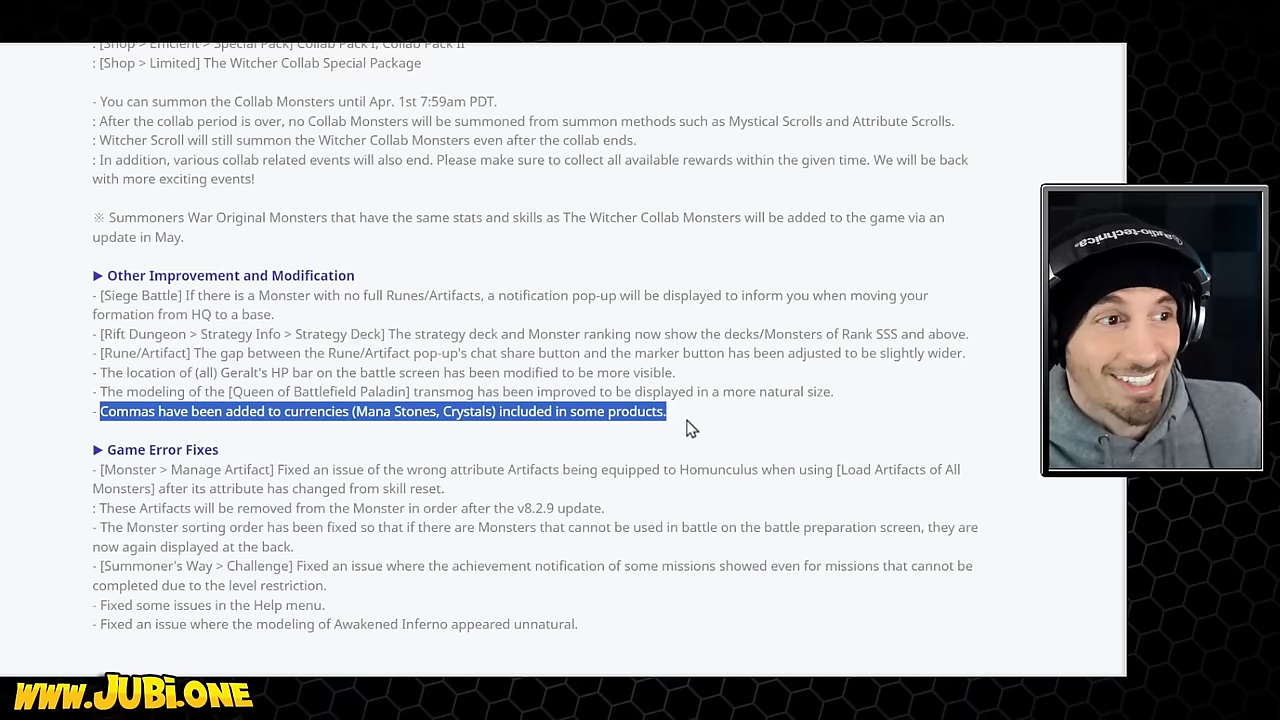 : [Shop > Efficient > Special Pack] Collab Pack I, Collab Pack II
: [Shop > Limited] The Witcher Collab Special Package
- You can summon the Collab Monsters until Apr. 1st 7:59am PDT.
: After the collab period is over, no Collab Monsters will be summoned from summon methods such as Mystical Scrolls and Attribute Scrolls.
: Witcher Scroll will still summon the Witcher Collab Monsters even after the collab ends.
: In addition, various collab related events will also end. Please make sure to collect all available rewards within the given time. We will be back
with more exciting events!
※ Summoners War Original Monsters that have the same stats and skills as The Witcher Collab Monsters will be added to the game via an
update in May.
▶ Other Improvement and Modification
- [Siege Battle] If there is a Monster with no full Runes/Artifacts, a notification pop-up will be displayed to inform you when moving your
formation from HQ to a base.
- [Rift Dungeon > Strategy Info > Strategy Deck] The strategy deck and Monster ranking now show the decks/Monsters of Rank SSS and above.
- [Rune/Artifact] The gap between the Rune/Artifact pop-up's chat share button and the marker button has been adjusted to be slightly wider.
- The location of (all) Geralt's HP bar on the battle screen has been modified to be more visible.
- The modeling of the [Queen of Battlefield Paladin] transmog has been improved to be displayed in a more natural size.
- Commas have been added to currencies (Mana Stones, Crystals) included in some products.
▶ Game Error Fixes
- [Monster > Manage Artifact] Fixed an issue of the wrong attribute Artifacts being equipped to Homunculus when using [Load Artifacts of All
Monsters] after its attribute has changed from skill reset.
: These Artifacts will be removed from the Monster in order after the v8.2.9 update.
- The Monster sorting order has been fixed so that if there are Monsters that cannot be used in battle on the battle preparation screen, they are
now again displayed at the back.
- [Summoner's Way > Challenge] Fixed an issue where the achievement notification of some missions showed even for missions that cannot be
completed due to the level restriction.
- Fixed some issues in the Help menu.
- Fixed an issue where the modeling of Awakened Inferno appeared unnatural.
audio-technica
WWW.JUBI.ONE